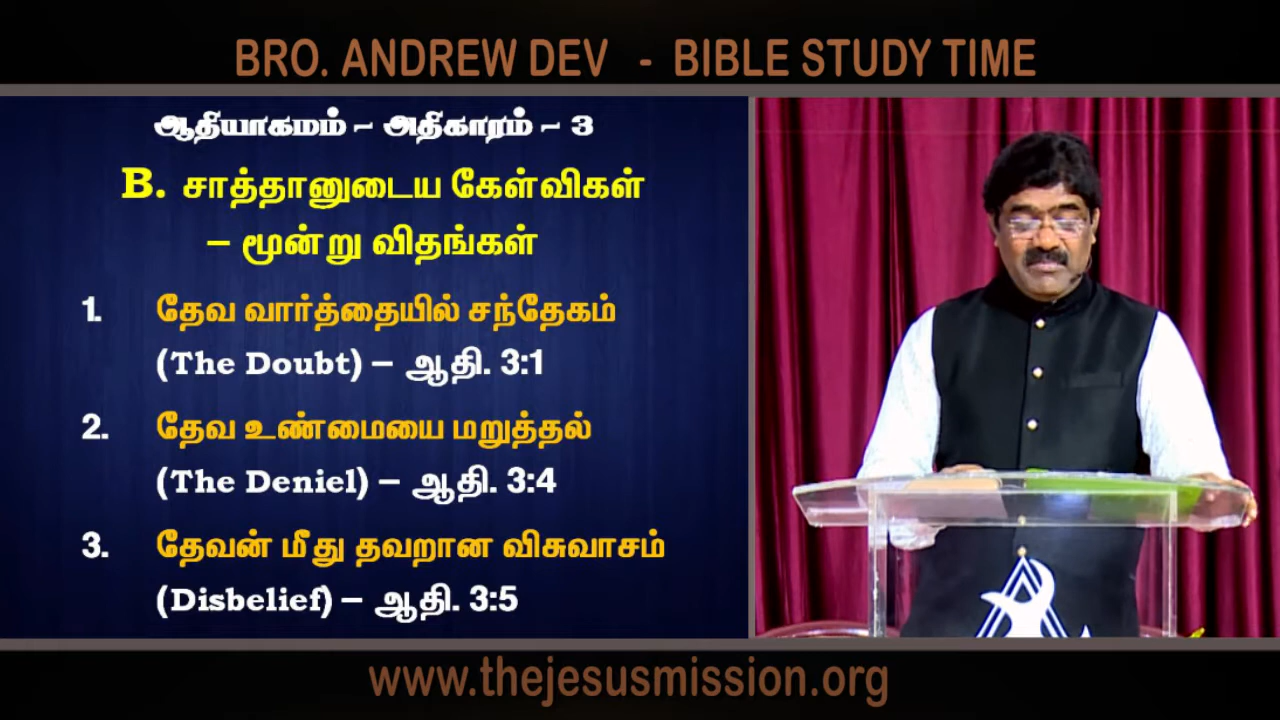 BRO. ANDREW DEV - BIBLE STUDY TIME
ஆதியாகமம் – அதிகாரம் – 3
B. சாத்தானுடைய கேள்விகள்
– மூன்று விதங்கள்
1. தேவ வார்த்தையில் சந்தேகம்
(The Doubt) – ஆதி. 3:1
2. தேவ உண்மையை மறுத்தல்
(The Deniel) – ஆதி. 3:4
3. தேவன் மீது தவறான விசுவாசம்
(Disbelief) – ஆதி. 3:5
www.thejesusmission.org